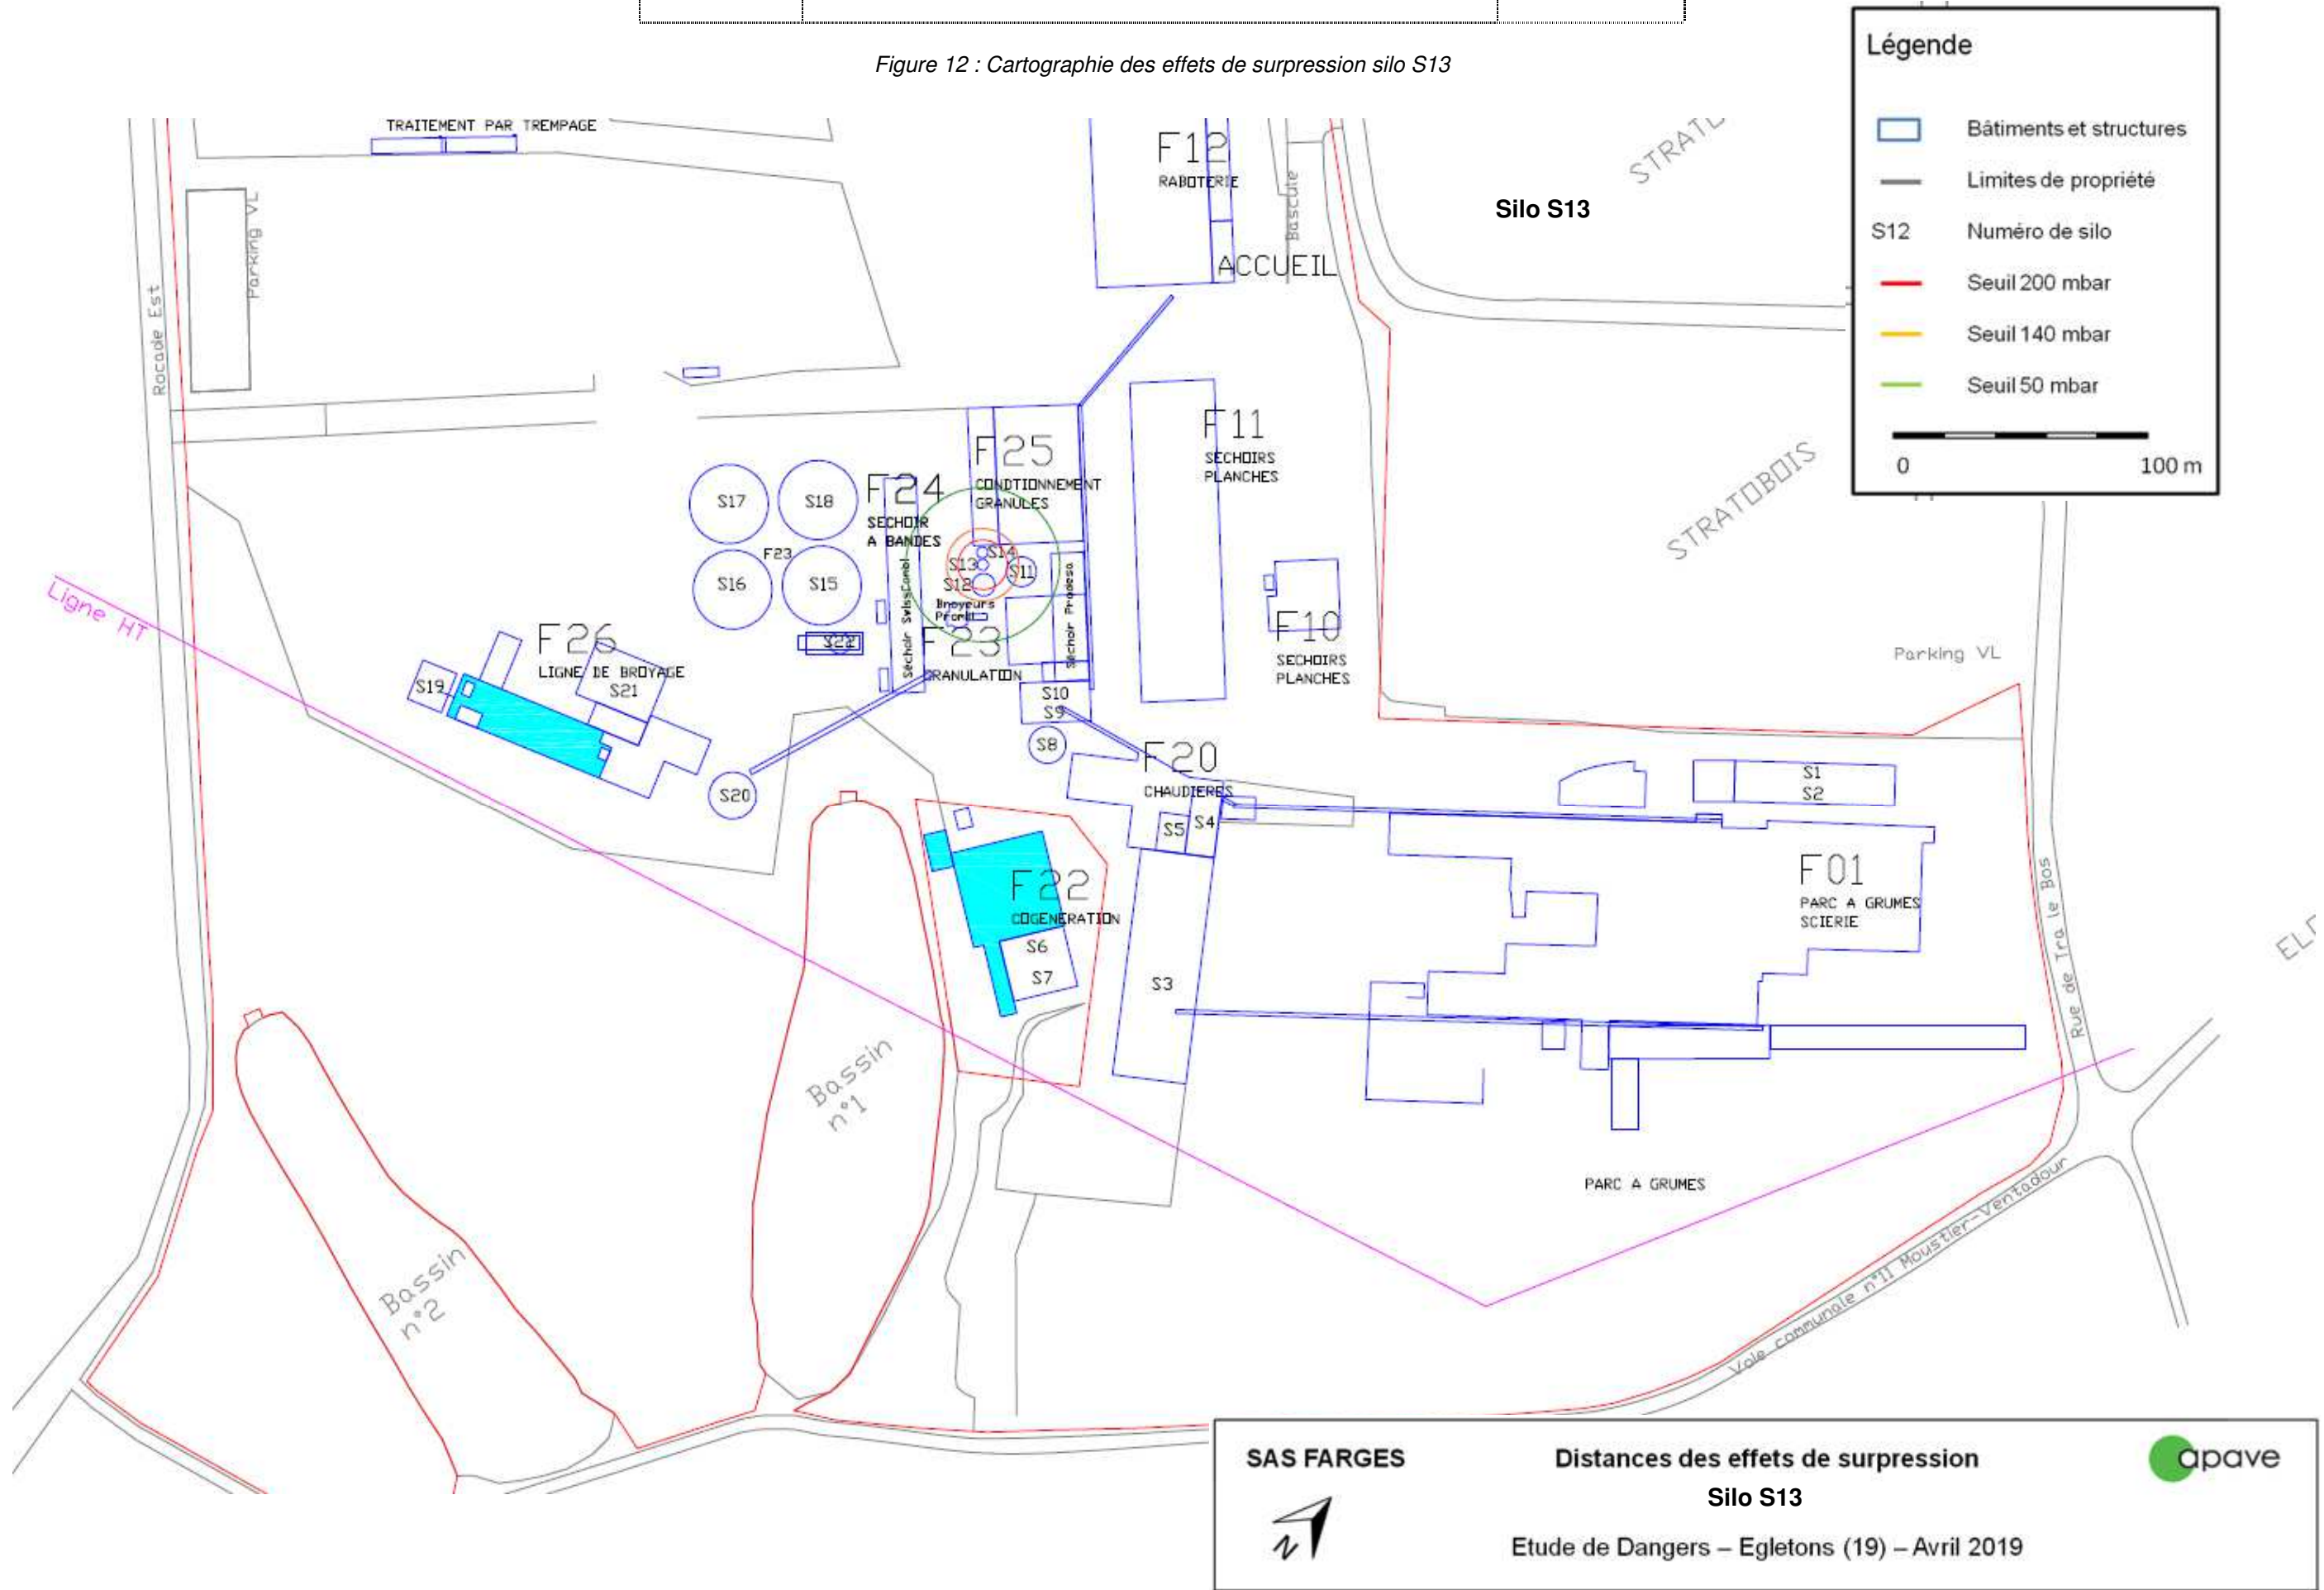 Figure 12 : Cartographie des effets de surpression silo S13
Légende
Bâtiments et structures
Limites de propriété
S12 Numéro de silo
Seuil 200 mbar
Seuil 140 mbar
Seuil 50 mbar
0 100 m
TRAITEMENT PAR TREMPAGE
Parking VL
Rocade Est
F12
RABOTERIE
Bascule
ACCUEIL
Silo S13
STRATOBOIS
F11
SECHOIRS
PLANCHES
F25
CONDTIONNEMENT
GRANULES
F24
SECHOIR
A BANDES
S17
S18
F23
S16
S15
S14
S13
S12
S11
Broyeurs
Séchoir Prodesa
F23
GRANULATION
F10
SECHOIRS
PLANCHES
Ligne HT
F26
LIGNE DE BROYAGE
S21
S19
S20
S10
S9
S8
Parking VL
F20
CHAUDIERES
S5
S4
S1
S2
F22
COGENERATION
S6
S7
S3
F01
PARC A GRUMES
SCIERIE
Rue de Tra le Bos
Bassin
n°1
Bassin
n°2
PARC A GRUMES
Voie communale n°11 Moustier-Ventadour
SAS FARGES
N
Distances des effets de surpression
Silo S13
Etude de Dangers – Egletons (19) – Avril 2019
apave